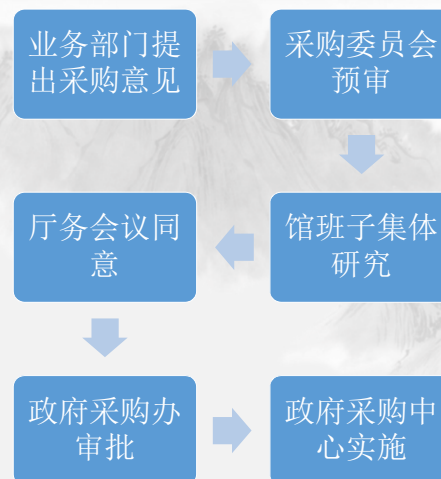 业务部门提
出采购意见
采购委员会
预审
馆班子集体
研究
厅务会议同
意
政府采购办
审批
政府采购中
心实施